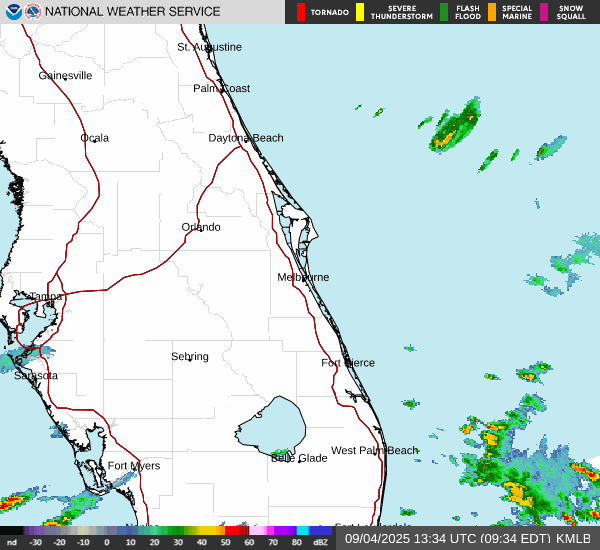 NATIONAL WEATHER SERVICE
TORNADO
SEVERE
THUNDERSTORM
FLASH
FLOOD
SPECIAL
MARINE
SNOW
SQUALL
St. Augustine
Gainesville
Palm Coast
Ocala
Daytona Beach
Orlando
Melbourne
Tampa
Sebring
Fort Pierce
Sarasota
West Palm Beach
Belle Glade
Fort Myers
nd -30 -20 -10 0 10 20 30 40 50 60 70 80 dBZ
09/04/2025 13:34 UTC (09:34 EDT) KMLB